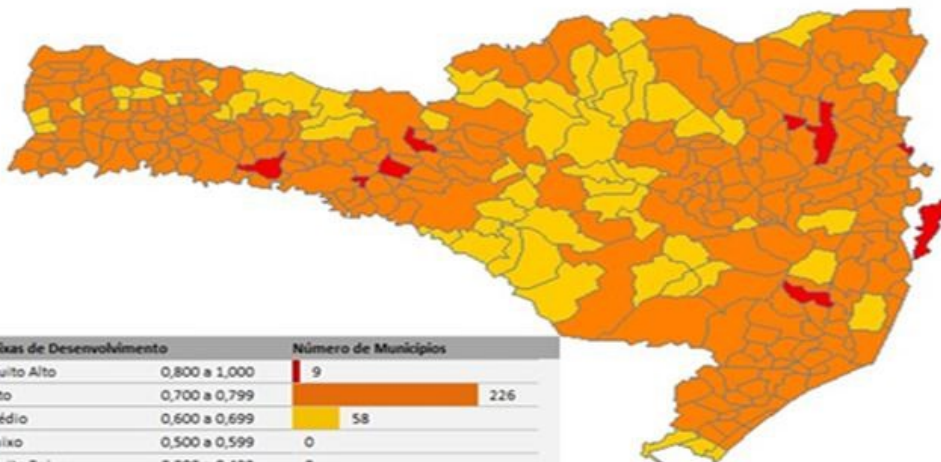 ixas de Desenvolvimento Número de Municípios
uito Alto 0,800 a 1,000 9
to 0,700 a 0,799 226
édio 0,600 a 0,699 58
ixo 0,500 a 0,599 0